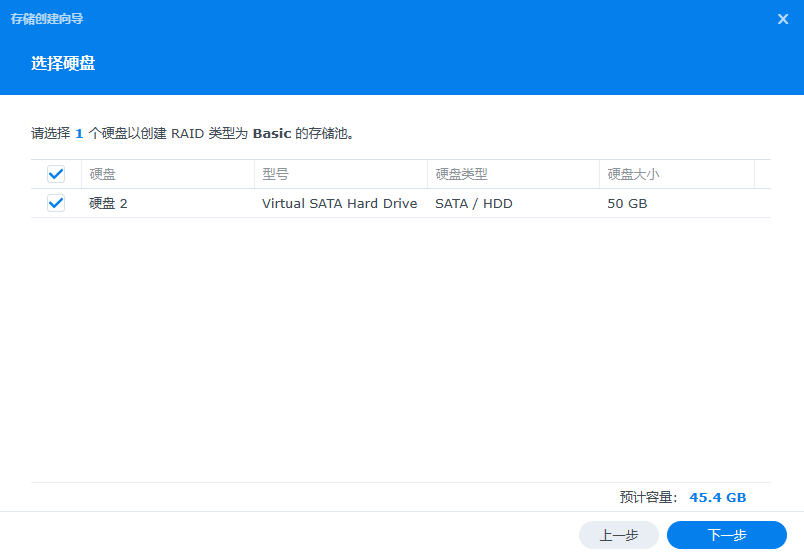 存储创建向导
选择硬盘
请选择 1 个硬盘以创建 RAID 类型为 Basic 的存储池。
硬盘 型号 硬盘类型 硬盘大小
硬盘 2 Virtual SATA Hard Drive SATA / HDD 50 GB
预计容量： 45.4 GB
上一步 下一步